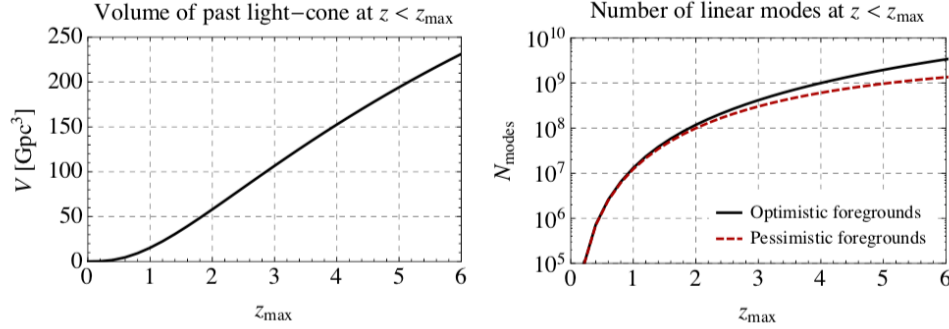 Volume of past light−cone at z < zmax
250
200
150
100
50
0
V [Gpc³]
0 1 2 3 4 5 6
zmax
Number of linear modes at z < zmax
10¹⁰
10⁹
10⁸
10⁷
10⁶
10⁵
Nmodes
Optimistic foregrounds
Pessimistic foregrounds
0 1 2 3 4 5 6
zmax